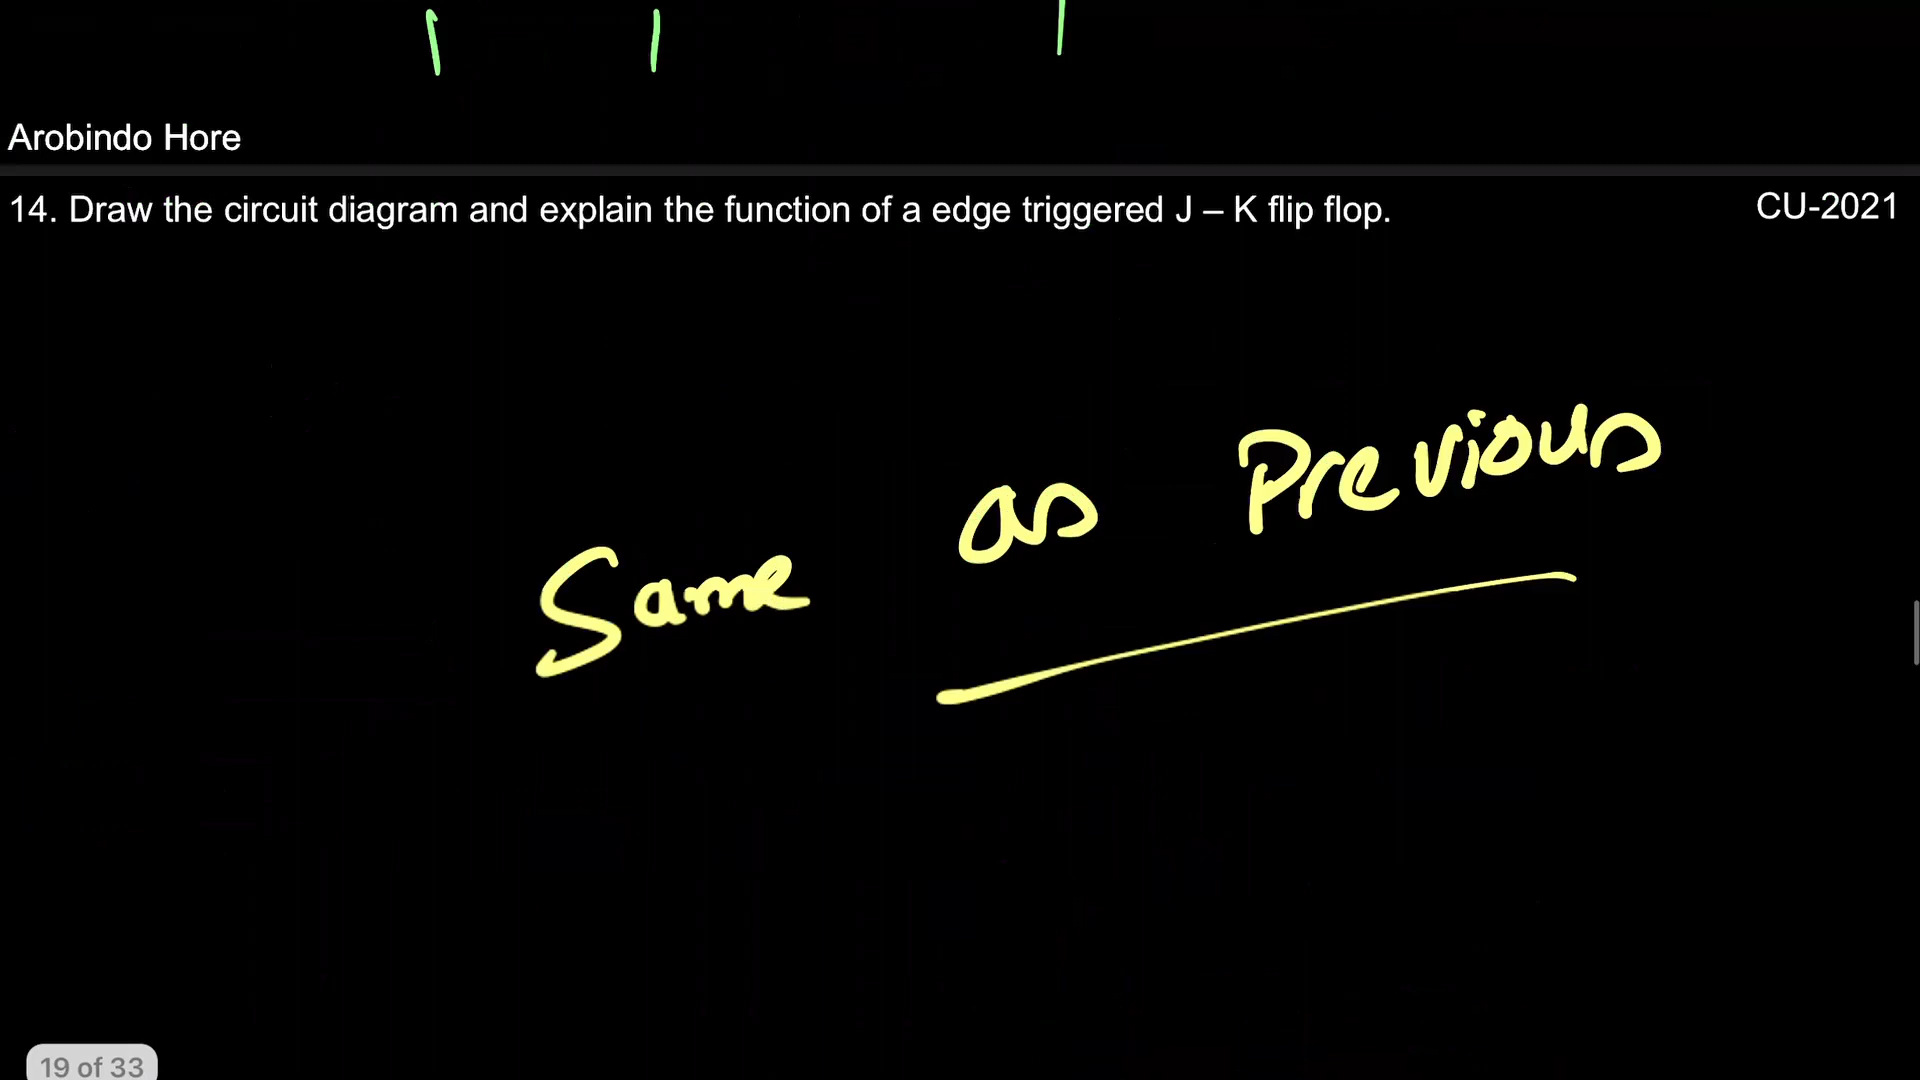 Arobindo Hore
14. Draw the circuit diagram and explain the function of a edge triggered J – K flip flop. CU-2021
Same as Previous
19 of 33